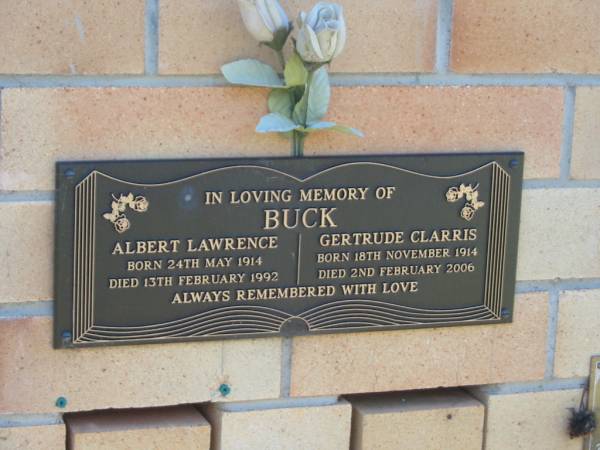 IN LOVING MEMORY OF
BUCK
ALBERT LAWRENCE
BORN 24TH MAY 1914
DIED 13TH FEBRUARY 1992
GERTRUDE CLARRIS
BORN 18TH NOVEMBER 1914
DIED 2ND FEBRUARY 2006
ALWAYS REMEMBERED WITH LOVE